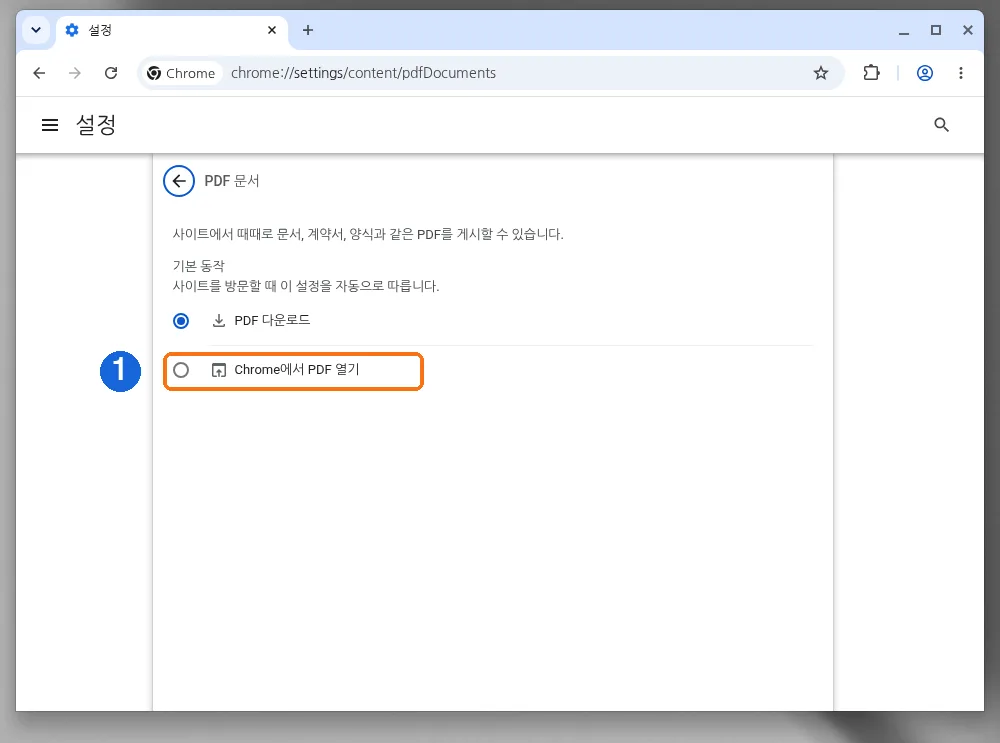 설정
Chrome
chrome://settings/content/pdfDocuments
설정
PDF 문서
사이트에서 때때로 문서, 계약서, 양식과 같은 PDF를 게시할 수 있습니다.
기본 동작
사이트를 방문할 때 이 설정을 자동으로 따릅니다.
PDF 다운로드
1
Chrome에서 PDF 열기